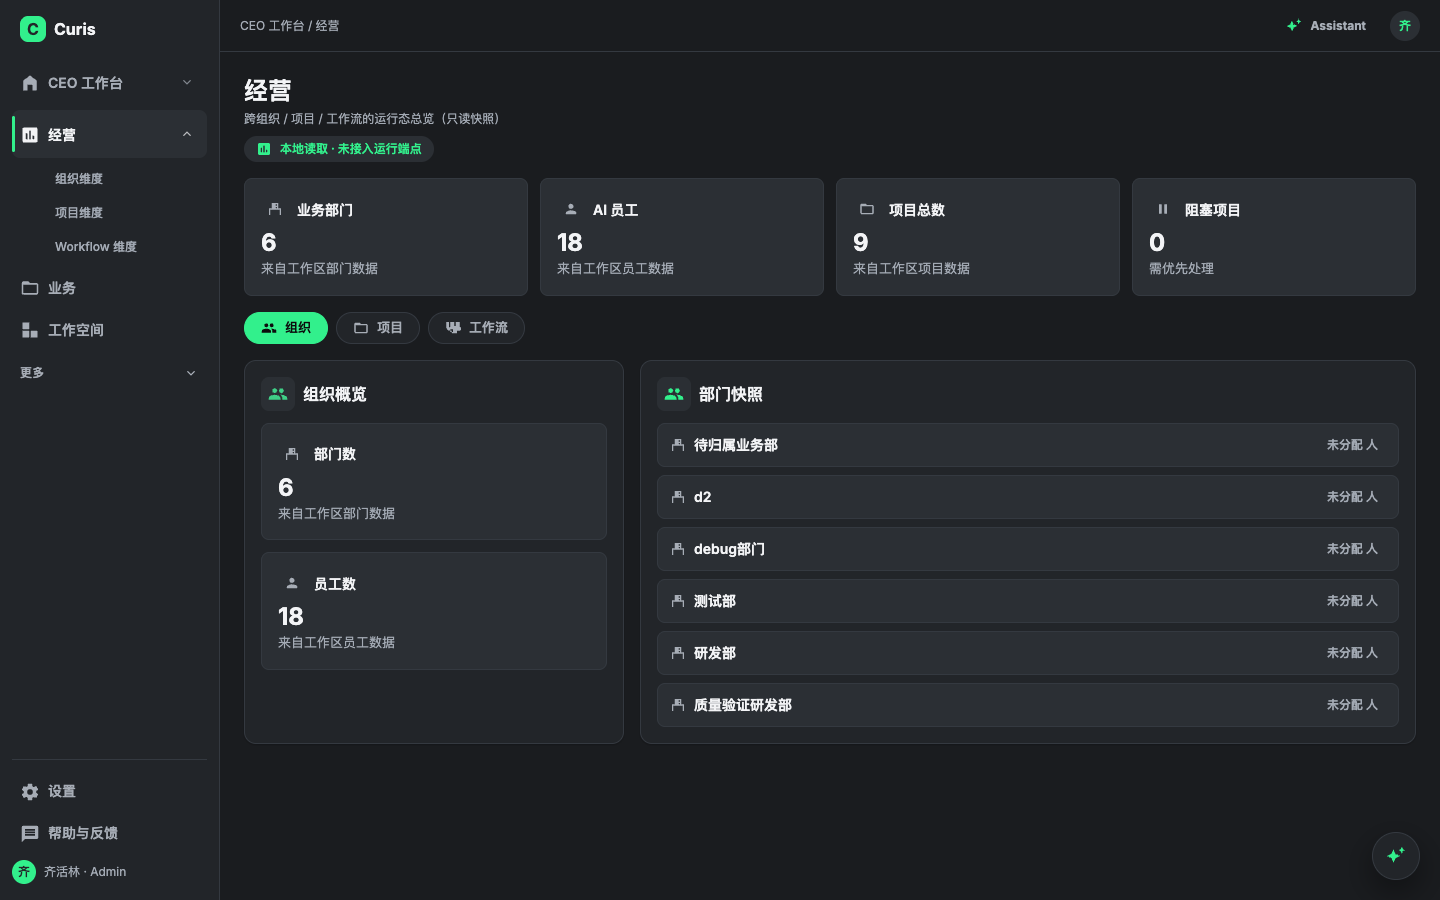 C Curis
CEO 工作台 / 经营
Assistant
齐
CEO 工作台
经营
组织维度
项目维度
Workflow 维度
业务
工作空间
更多
设置
帮助与反馈
齐 齐活林 · Admin
经营
跨组织 / 项目 / 工作流的运行态总览（只读快照）
本地读取 · 未接入运行端点
业务部门
6
来自工作区部门数据
AI 员工
18
来自工作区员工数据
项目总数
9
来自工作区项目数据
阻塞项目
0
需优先处理
组织
项目
工作流
组织概览
部门数
6
来自工作区部门数据
员工数
18
来自工作区员工数据
部门快照
待归属业务部 未分配 人
d2 未分配 人
debug部门 未分配 人
测试部 未分配 人
研发部 未分配 人
质量验证研发部 未分配 人